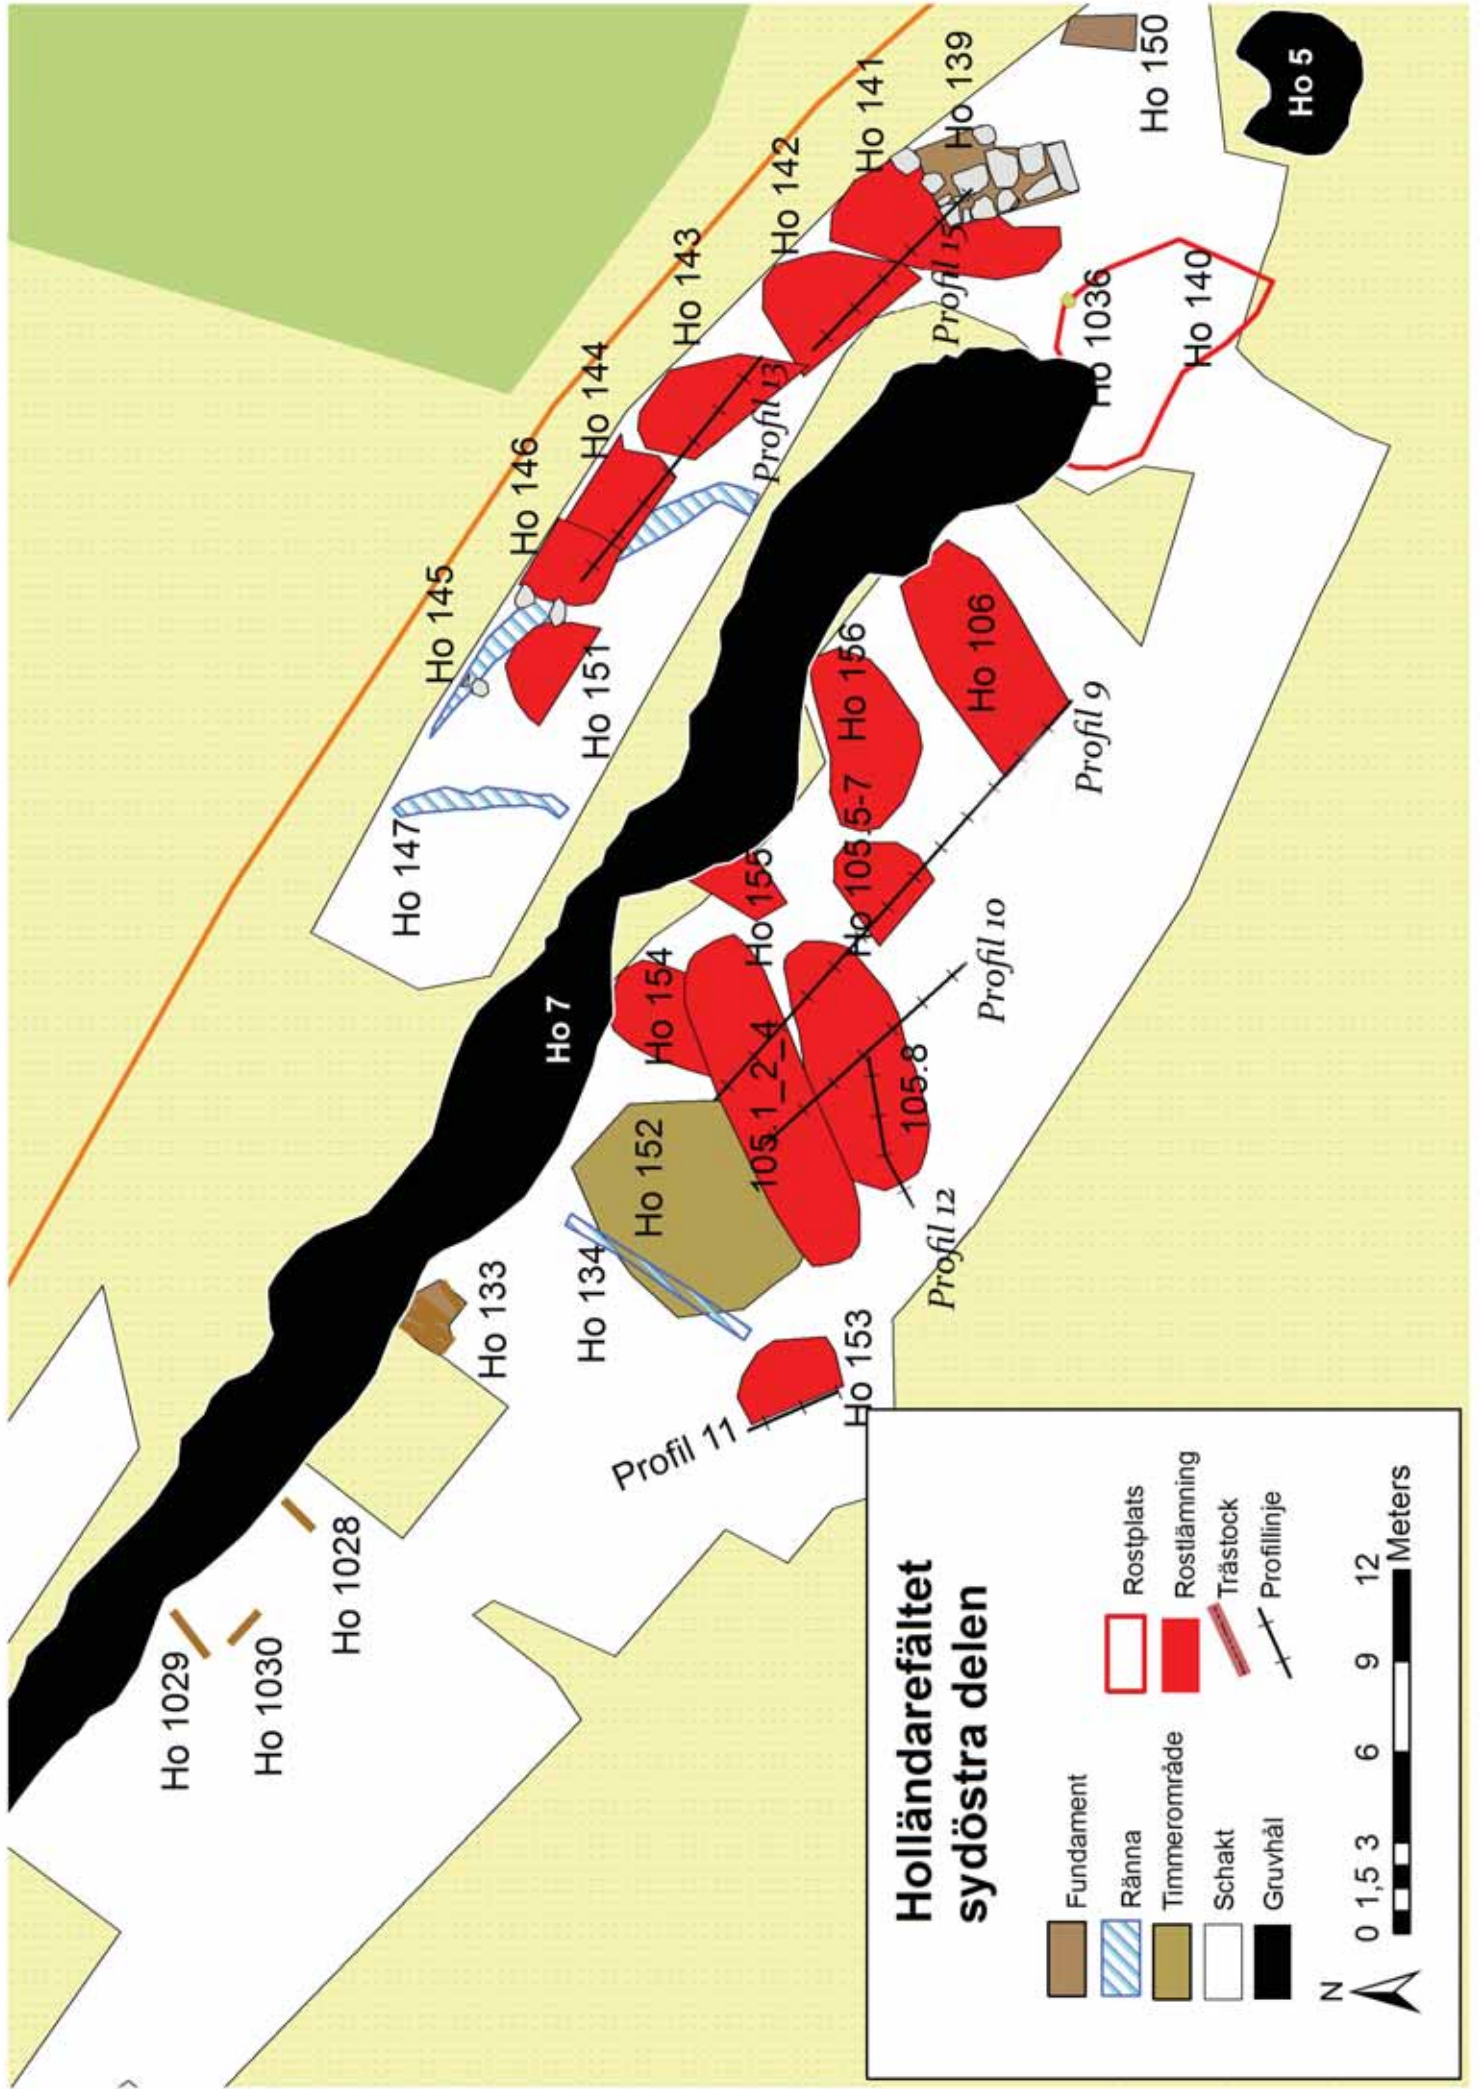 Ho 1029
Ho 1030
Ho 1028
Ho 133
Ho 134
Ho 152
Ho 7
Ho 147
Ho 145
Ho 146
Ho 144
Ho 143
Ho 142
Ho 141
Ho 139
Ho 150
Ho 5
Ho 151
Profil 13
Profil 15
Ho 1036
Ho 140
Ho 154
Ho 155
Ho 105.5-7
Ho 156
Ho 106
105.1_2_4
105.8
Profil 9
Profil 10
Profil 12
Profil 11
Ho 153
Holländarefältet
sydöstra delen
Fundament
Ränna
Timmerområde
Schakt
Gruvhål
Rostplats
Rostlämning
Trästock
Profillinje
N
0 1,5 3 6 9 12
Meters